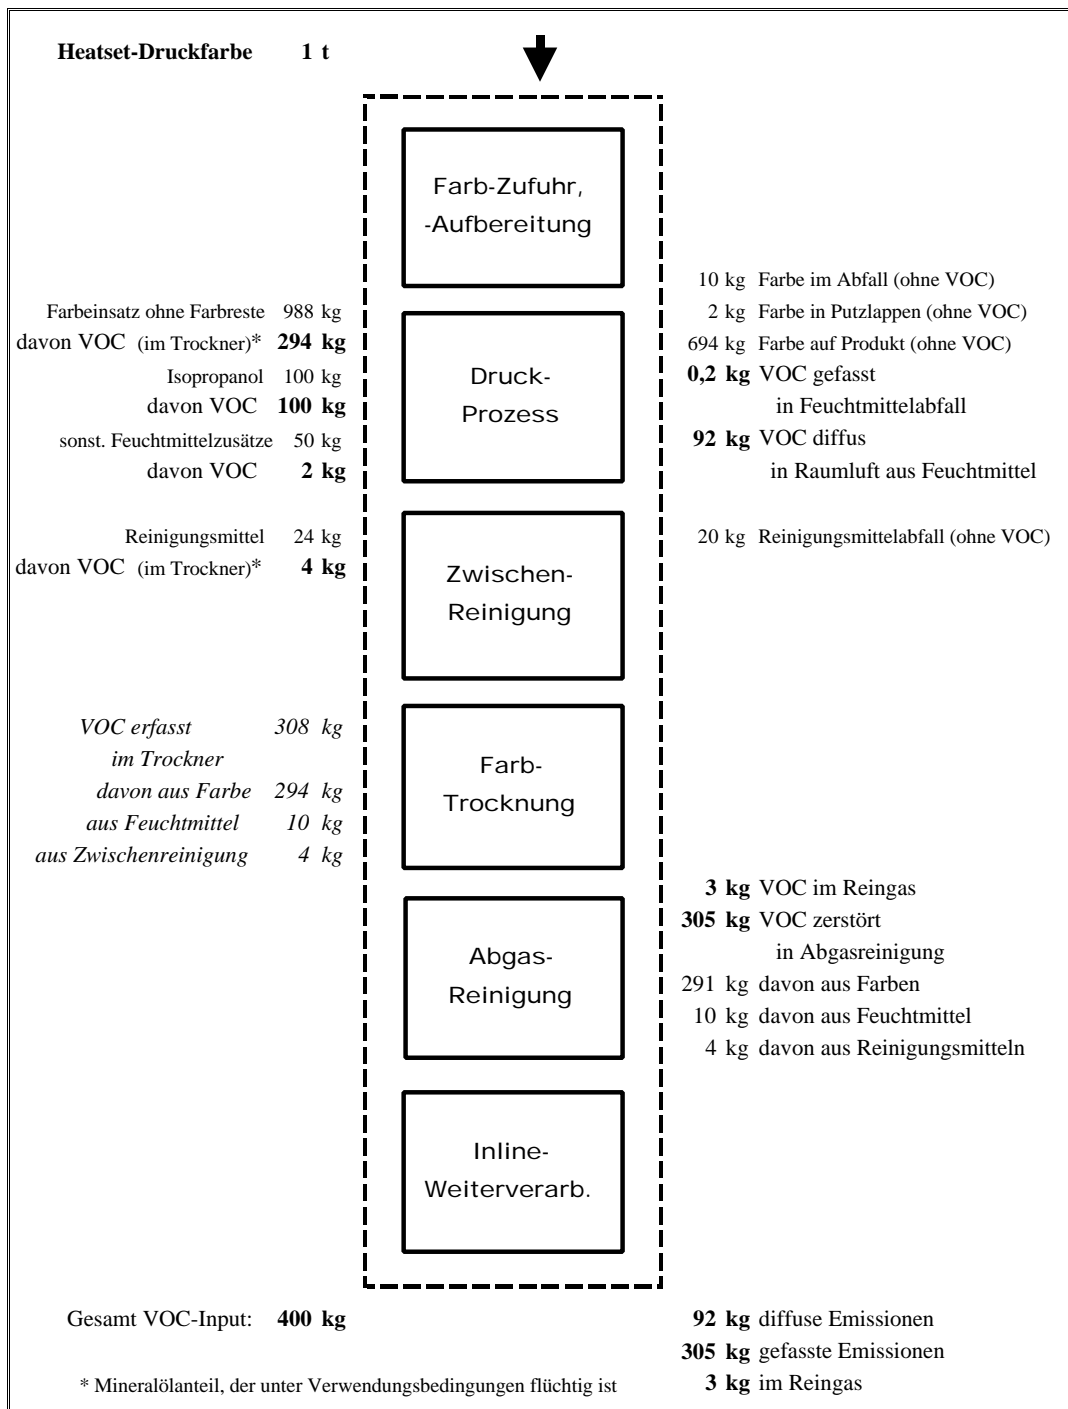 Heatset-Druckfarbe 1 t
Farb-Zufuhr,
-Aufbereitung
10 kg Farbe im Abfall (ohne VOC)
Farbeinsatz ohne Farbreste 988 kg
2 kg Farbe in Putzlappen (ohne VOC)
davon VOC (im Trockner)* 294 kg
694 kg Farbe auf Produkt (ohne VOC)
Isopropanol 100 kg
Druck-
Prozess
0,2 kg VOC gefasst
davon VOC 100 kg
in Feuchtmittelabfall
sonst. Feuchtmittelzusätze 50 kg
92 kg VOC diffus
davon VOC 2 kg
in Raumluft aus Feuchtmittel
Reinigungsmittel 24 kg
20 kg Reinigungsmittelabfall (ohne VOC)
davon VOC (im Trockner)* 4 kg
Zwischen-
Reinigung
VOC erfasst 308 kg
im Trockner
davon aus Farbe 294 kg
aus Feuchtmittel 10 kg
aus Zwischenreinigung 4 kg
Farb-
Trocknung
3 kg VOC im Reingas
305 kg VOC zerstört
in Abgasreinigung
Abgas-
Reinigung
291 kg davon aus Farben
10 kg davon aus Feuchtmittel
4 kg davon aus Reinigungsmitteln
Inline-
Weiterverarb.
Gesamt VOC-Input: 400 kg
92 kg diffuse Emissionen
305 kg gefasste Emissionen
* Mineralölanteil, der unter Verwendungsbedingungen flüchtig ist
3 kg im Reingas